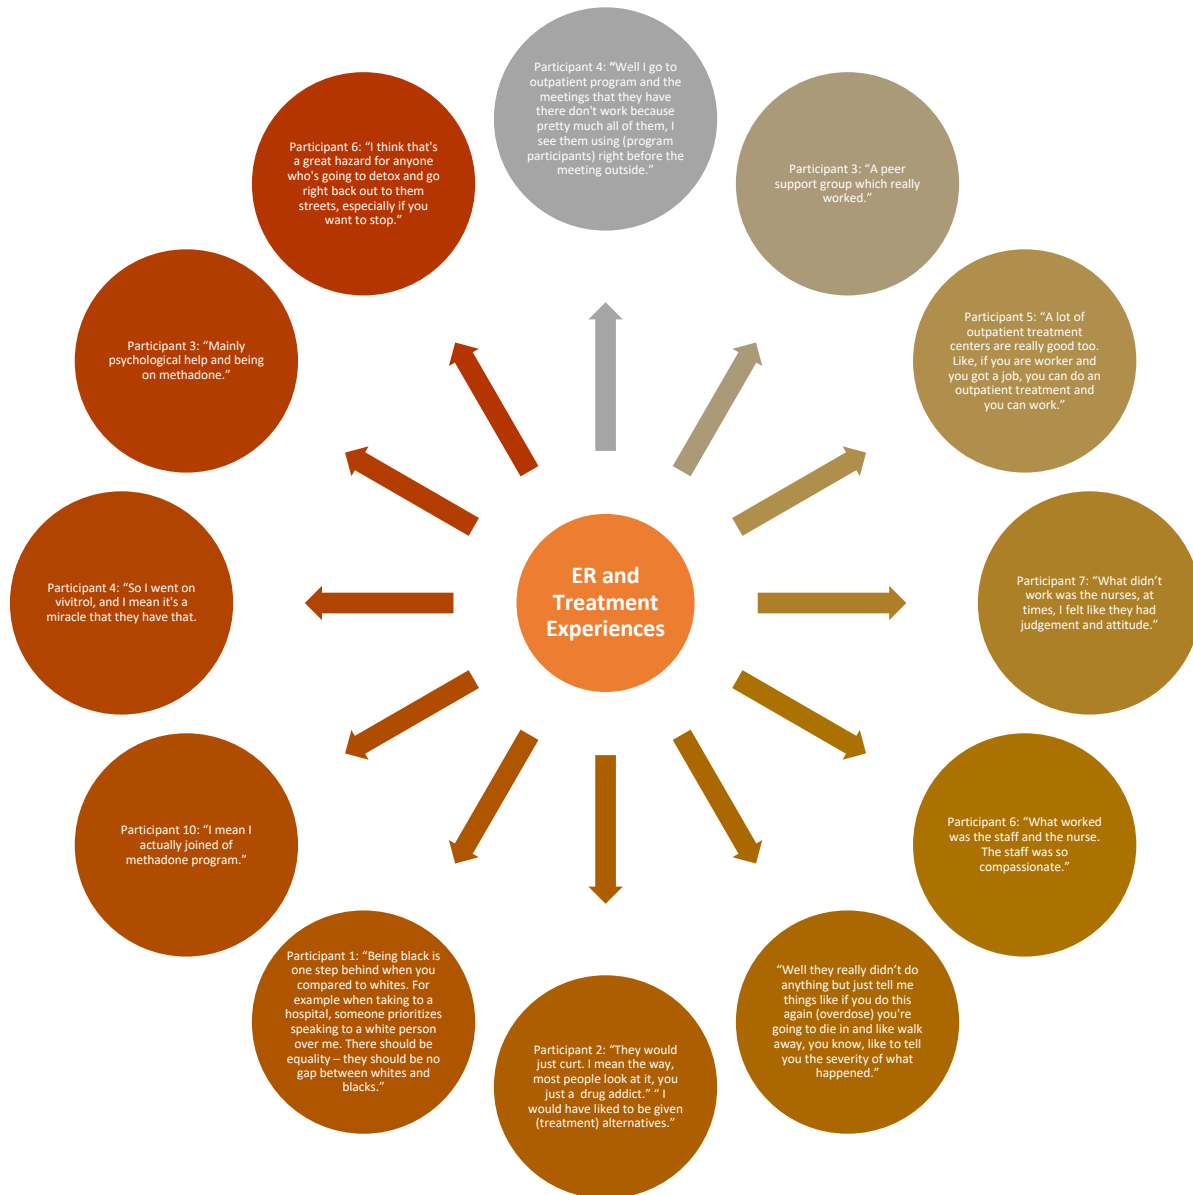 Participant 4: “Well I go to
outpatient program and the
meetings that they have
there don't work because
pretty much all of them, I
see them using (program
participants) right before the
meeting outside.”
Participant 3: “A peer
support group which really
worked.”
Participant 5: “A lot of
outpatient treatment
centers are really good too.
Like, if you are worker and
you got a job, you can do an
outpatient treatment and
you can work.”
Participant 7: “What didn’t
work was the nurses, at
times, I felt like they had
judgement and attitude.”
Participant 6: “What worked
was the staff and the nurse.
The staff was so
compassionate.”
“Well they really didn’t do
anything but just tell me
things like if you do this
again (overdose) you're
going to die in and like walk
away, you know, like to tell
you the severity of what
happened.”
Participant 2: “They would
just curt. I mean the way,
most people look at it, you
just a  drug addict.” “ I
would have liked to be given
(treatment) alternatives.”
Participant 1: “Being black is
one step behind when you
compared to whites. For
example when taking to a
hospital, someone prioritizes
speaking to a white person
over me. There should be
equality – they should be no
gap between whites and
blacks.”
Participant 10: “I mean I
actually joined of
methadone program.”
Participant 4: “So I went on
vivitrol, and I mean it's a
miracle that they have that.
Participant 3: “Mainly
psychological help and being
on methadone.”
Participant 6: “I think that's
a great hazard for anyone
who's going to detox and go
right back out to them
streets, especially if you
want to stop.”
ER and
Treatment
Experiences